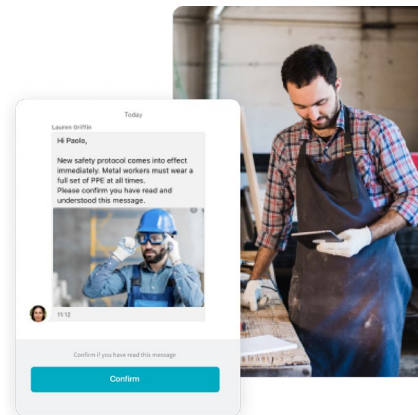 Today
Lauren Griffin
Hi Paolo,
New safety protocol comes into effect
immediately. Metal workers must wear a
full set of PPE at all times.
Please confirm you have read and
understood this message.
11:12
Confirm if you have read this message
Confirm